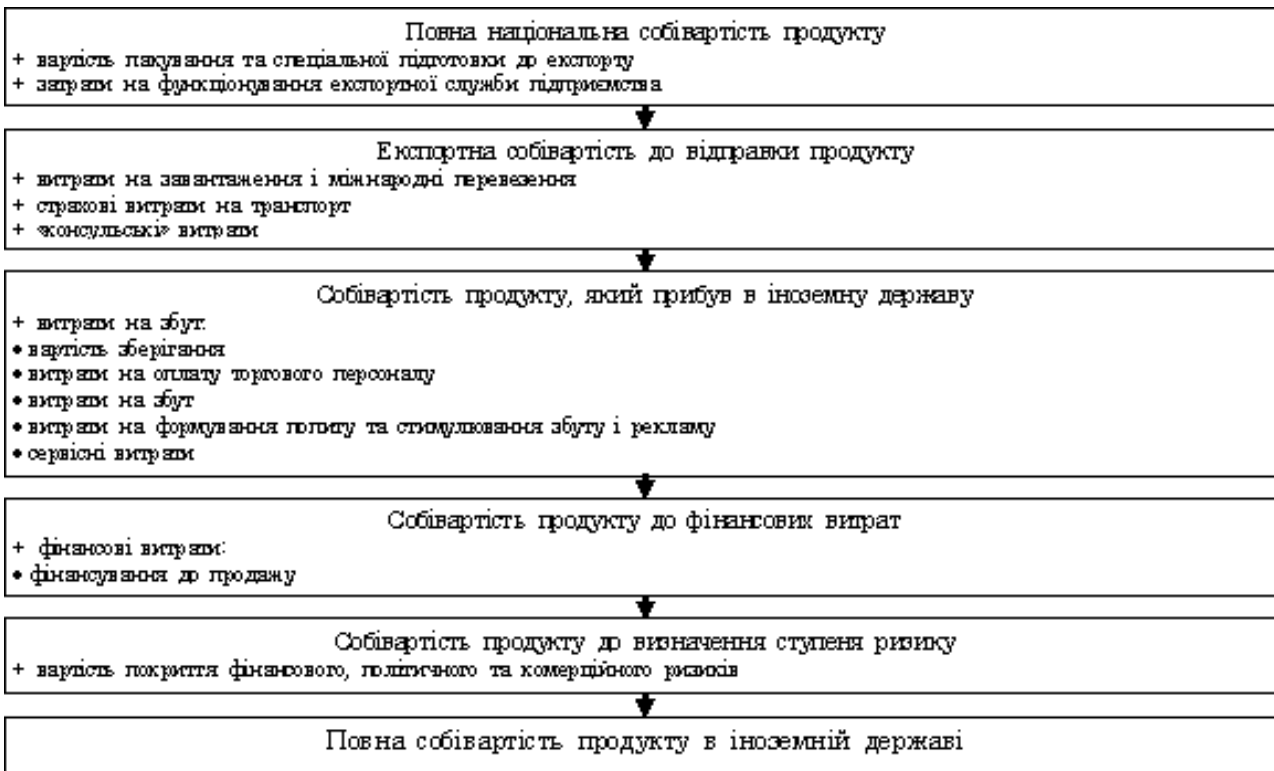 Повна національна собівартість продукту
+ вартість пакування та спеціальної підготовки до експорту
+ затрати на функціонування експортної служби підприємства
Експортна собівартість до відправки продукту
+ витрати на завантаження і міжнародні перевезення
+ страхові витрати на транспорт
+ «консульські» витрати
Собівартість продукту, який прибув в іноземну державу
+ витрати на збут:
• вартість зберігання
• витрати на оплату торгового персоналу
• витрати на збут
• витрати на формування попиту та стимулювання збуту і рекламу
• сервісні витрати
Собівартість продукту до фінансових витрат
+ фінансові витрати:
• фінансування до продажу
Собівартість продукту до визначення ступеня ризику
+ вартість покриття фінансового, політичного та комерційного ризиків
Повна собівартість продукту в іноземній державі